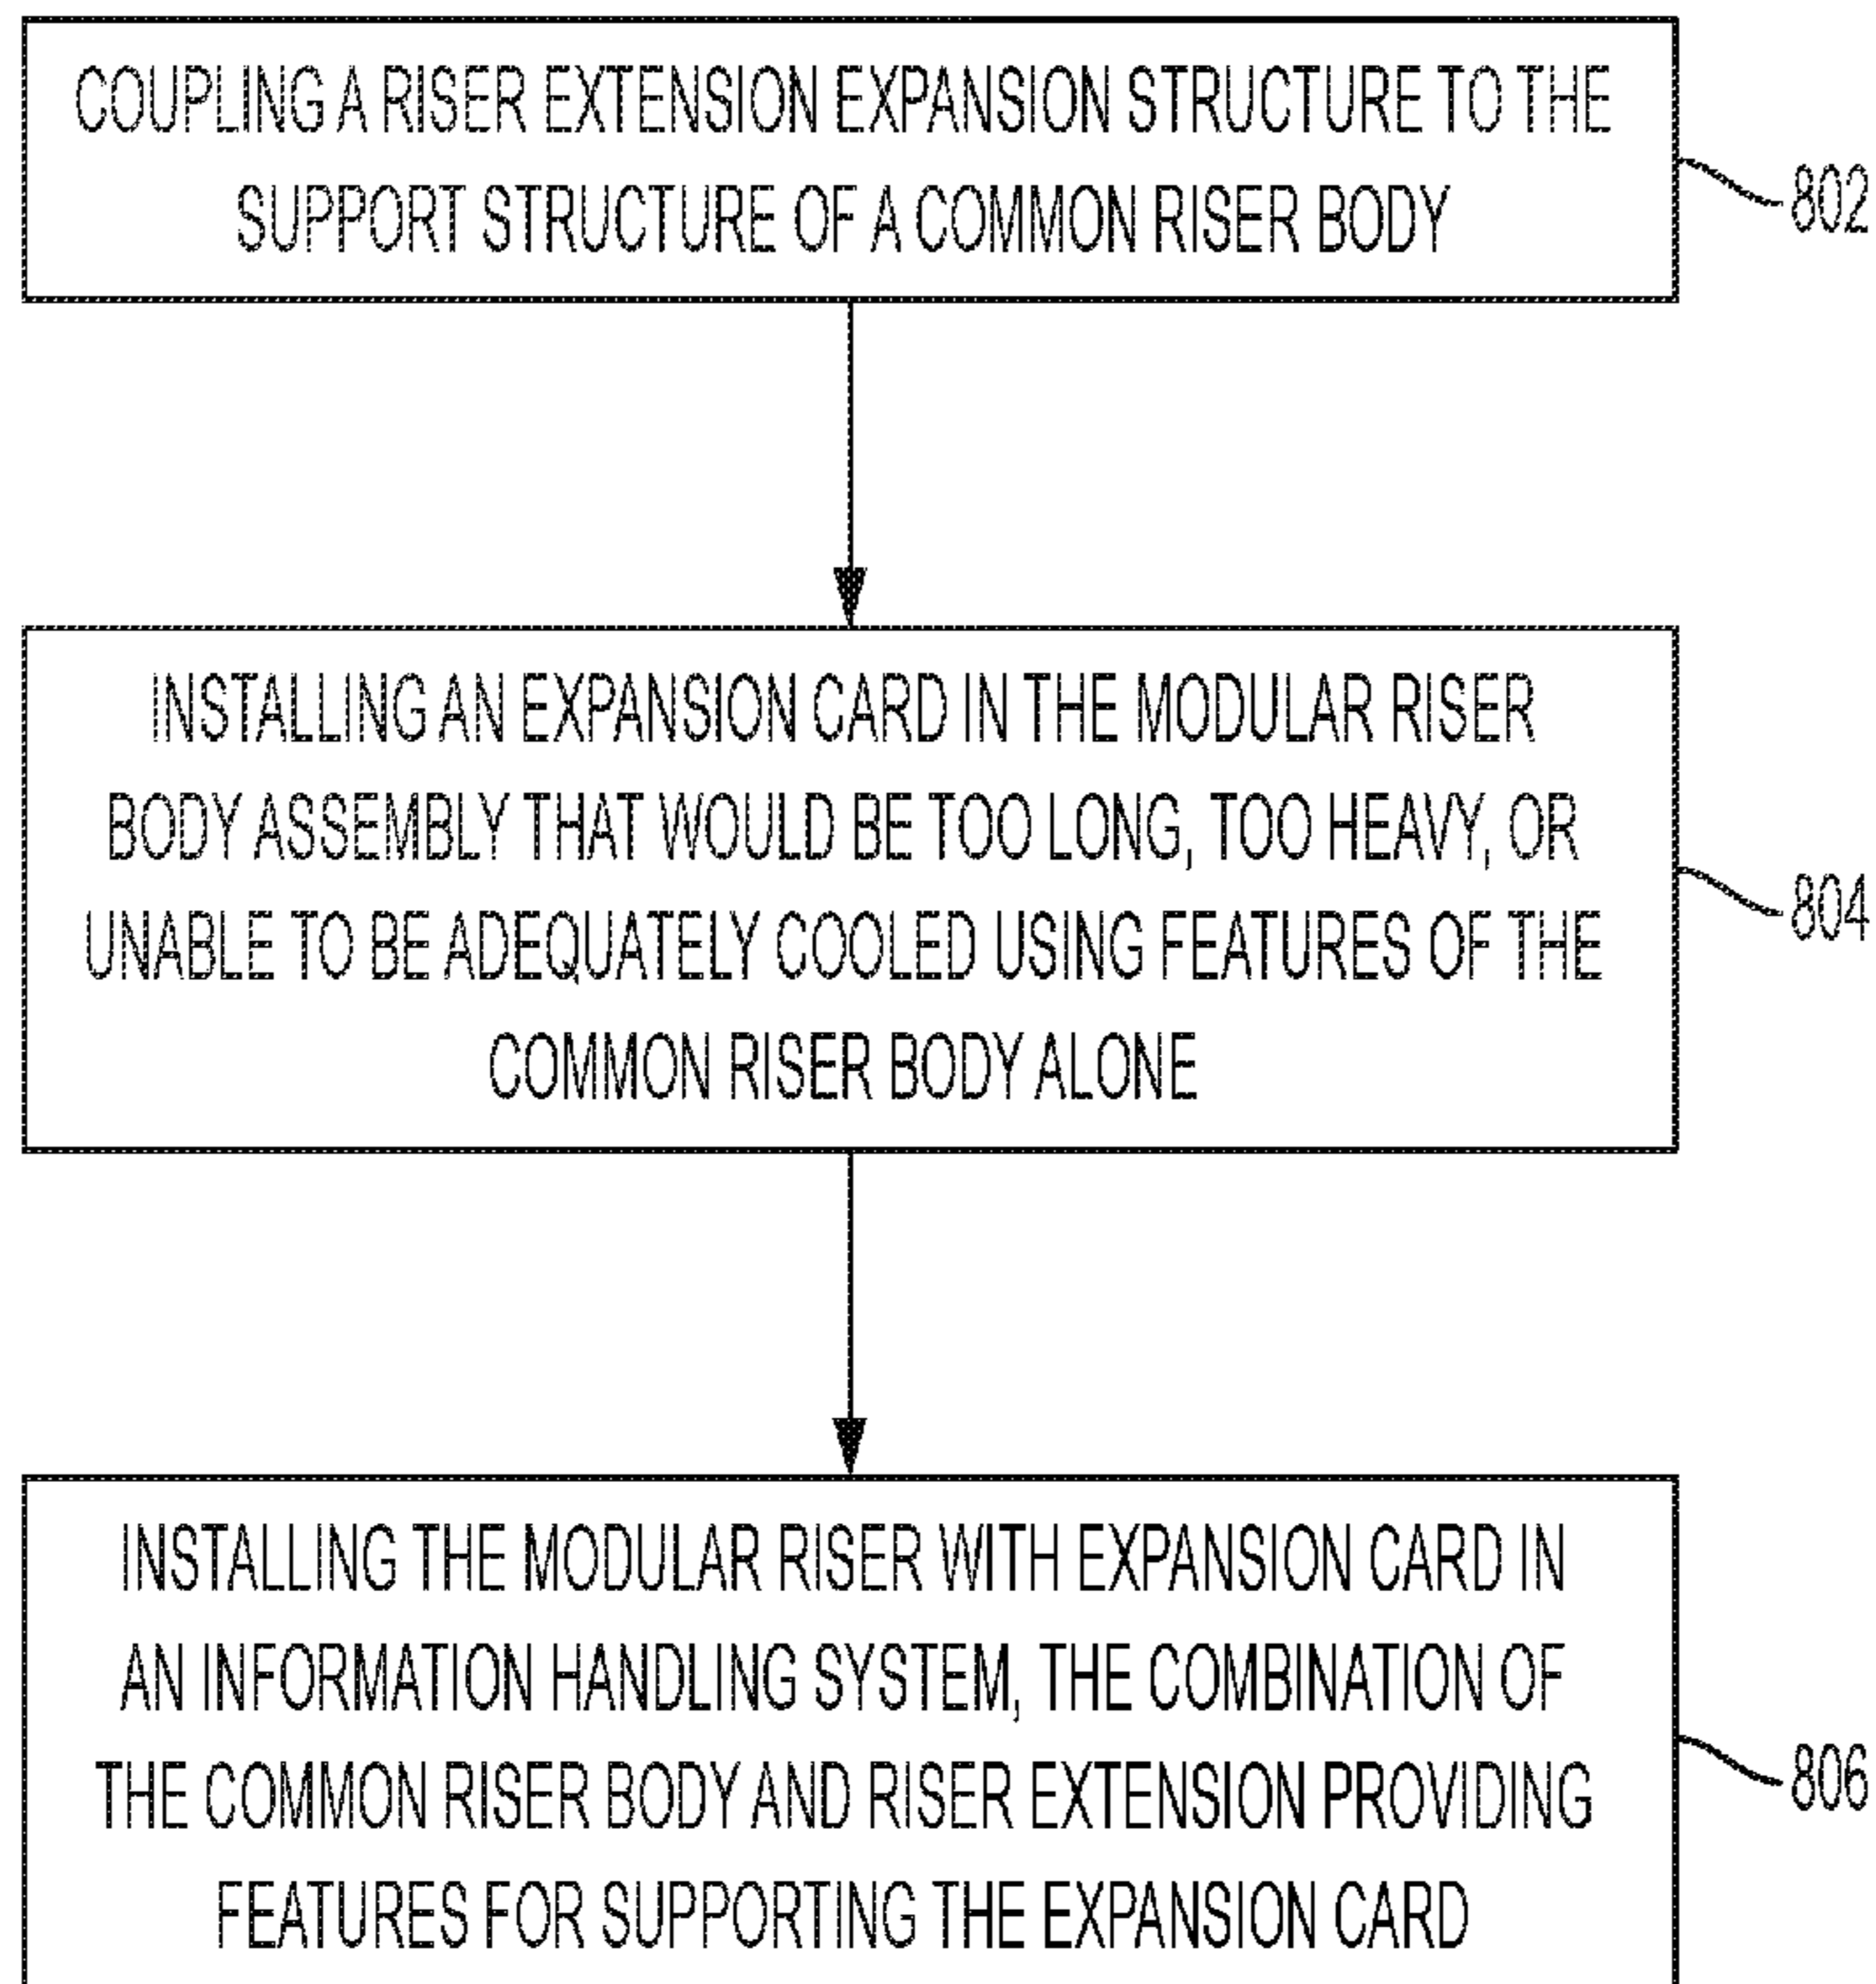 COUPLING A RISER EXTENSION EXPANSION STRUCTURE TO THE
SUPPORT STRUCTURE OF A COMMON RISER BODY
802
INSTALLING AN EXPANSION CARD IN THE MODULAR RISER
BODY ASSEMBLY THAT WOULD BE TOO LONG, TOO HEAVY, OR
UNABLE TO BE ADEQUATELY COOLED USING FEATURES OF THE
COMMON RISER BODY ALONE
804
INSTALLING THE MODULAR RISER WITH EXPANSION CARD IN
AN INFORMATION HANDLING SYSTEM, THE COMBINATION OF
THE COMMON RISER BODY AND RISER EXTENSION PROVIDING
FEATURES FOR SUPPORTING THE EXPANSION CARD
806